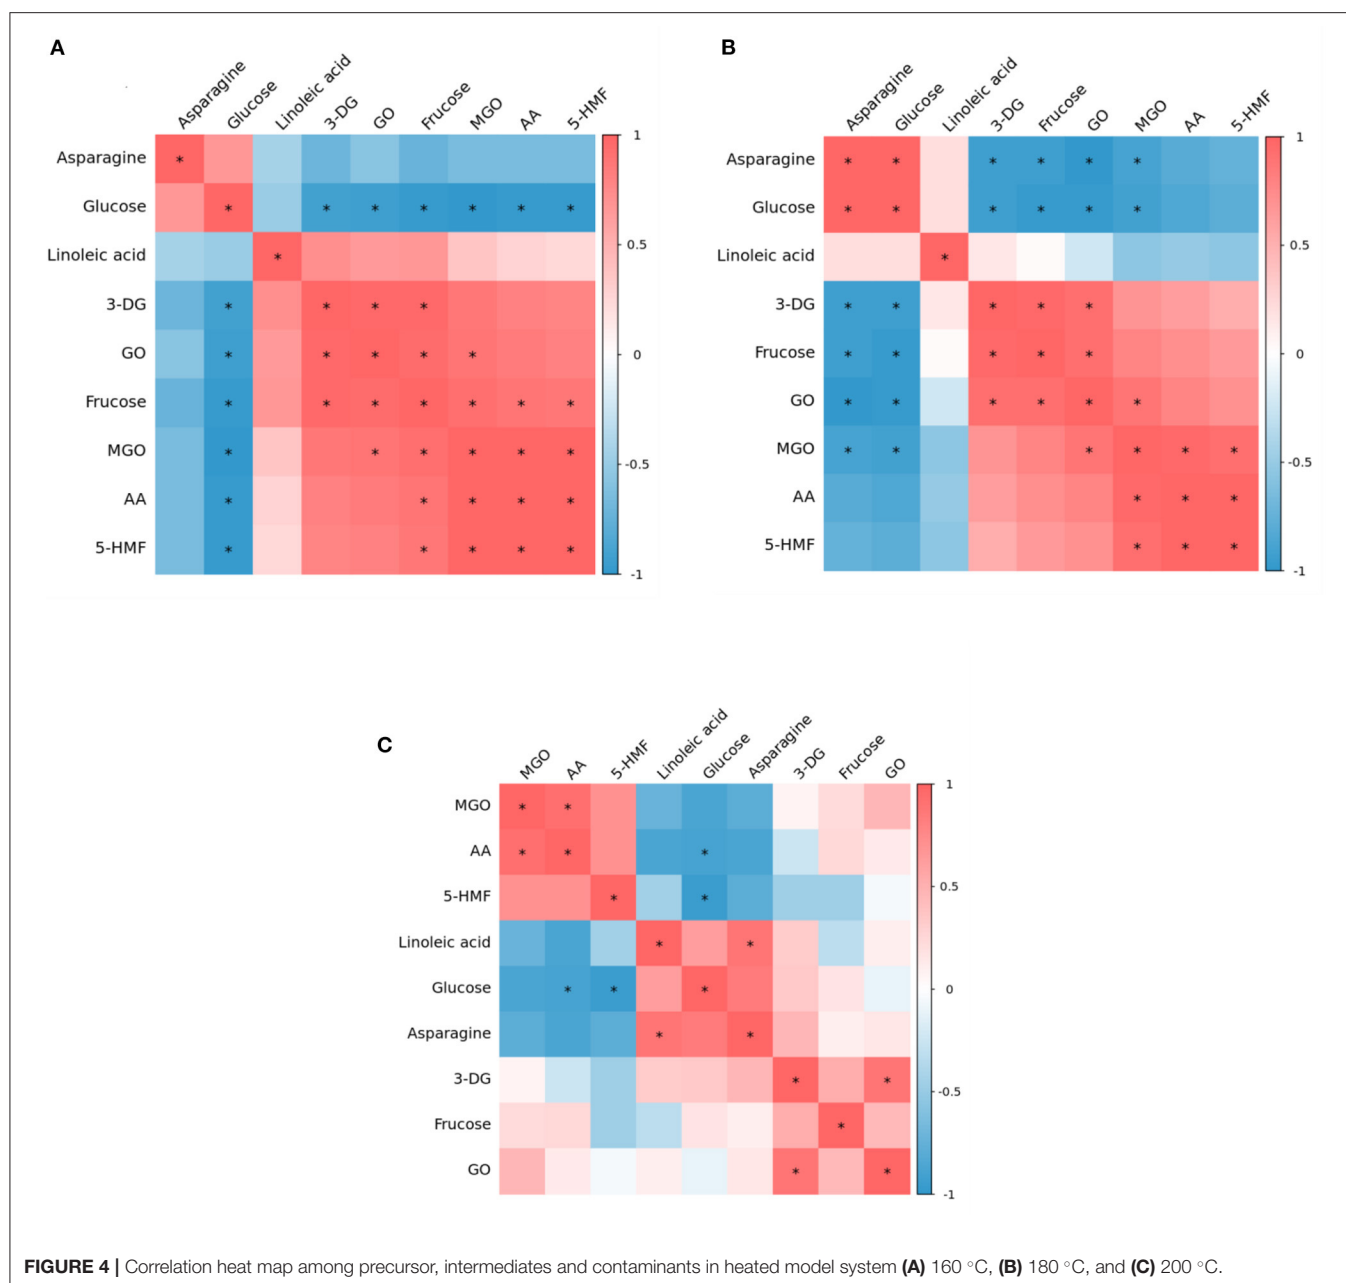 A
Asparagine Glucose Linoleic acid 3-DG GO Frucose MGO AA 5-HMF
Asparagine *
Glucose * * * * * * *
Linoleic acid *
3-DG * * * *
GO * * * * *
Frucose * * * * * * *
MGO * * * * * *
AA * * * * *
5-HMF * * * * *
1
0.5
0
-0.5
-1
B
Asparagine Glucose Linoleic acid 3-DG Frucose GO MGO AA 5-HMF
Asparagine * * * * * *
Glucose * * * * * *
Linoleic acid *
3-DG * * * * *
Frucose * * * * *
GO * * * * * *
MGO * * * * * *
AA * * *
5-HMF * * *
1
0.5
0
-0.5
-1
C
MGO AA 5-HMF Linoleic acid Glucose Asparagine 3-DG Frucose GO
MGO * *
AA * * *
5-HMF * *
Linoleic acid * *
Glucose * * *
Asparagine * *
3-DG * *
Frucose *
GO * *
1
0.5
0
-0.5
-1
FIGURE 4 | Correlation heat map among precursor, intermediates and contaminants in heated model system (A) 160 °C, (B) 180 °C, and (C) 200 °C.